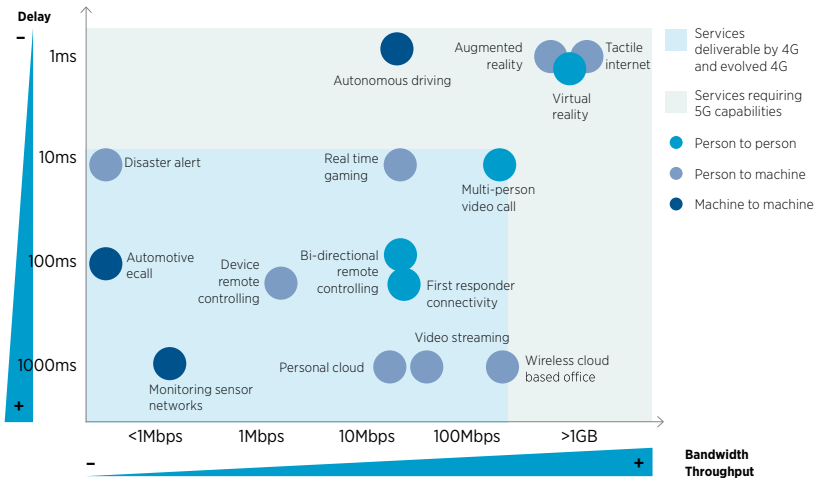 Delay
–
1ms
10ms
100ms
1000ms
+
Autonomous driving
Augmented
reality
Tactile
internet
Virtual
reality
Disaster alert
Real time
gaming
Multi-person
video call
Automotive
ecall
Device
remote
controlling
Bi-directional
remote
controlling
First responder
connectivity
Monitoring sensor
networks
Personal cloud
Video streaming
Wireless cloud
based office
<1Mbps
1Mbps
10Mbps
100Mbps
>1GB
–
+
Bandwidth
Throughput
Services
deliverable by 4G
and evolved 4G
Services requiring
5G capabilities
Person to person
Person to machine
Machine to machine